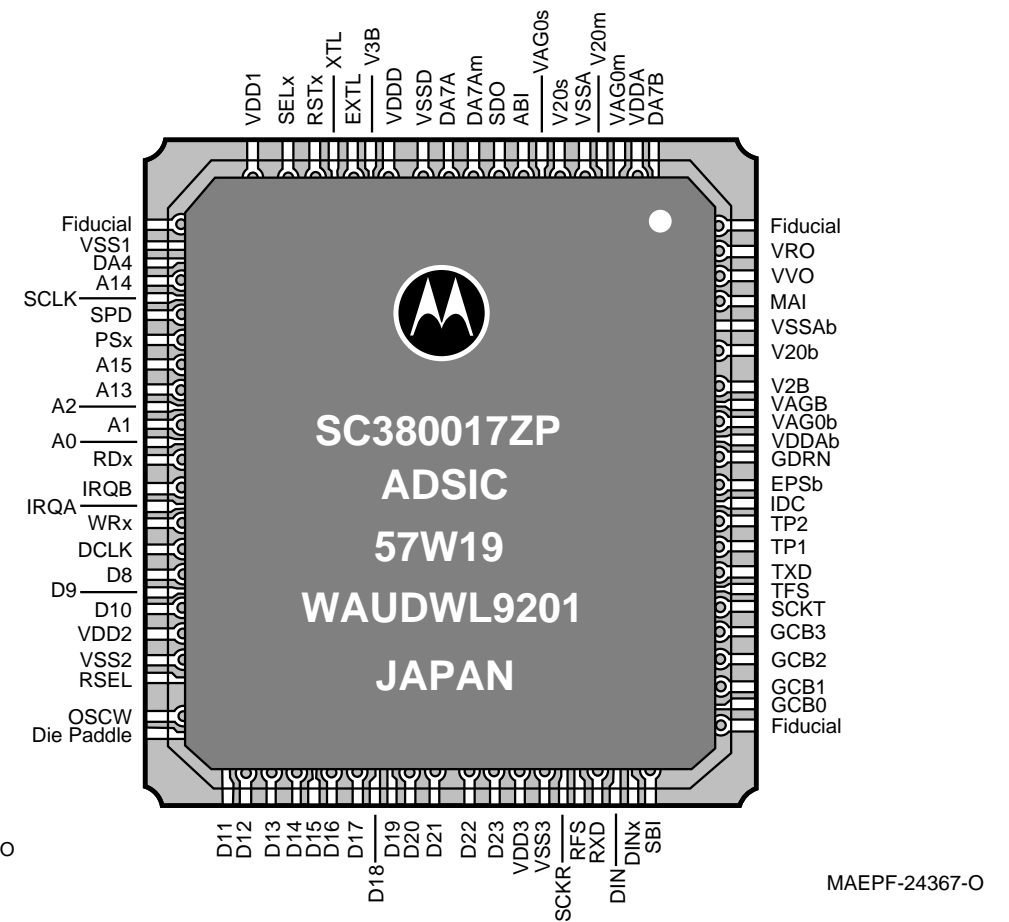 VDD1
SELx
RSTx
XTL
EXTL
V3B
VDDD
VSSD
DA7A
DA7Am
SDO
ABI
VAG0s
V20s
VSSA
V20m
VAG0m
VDDA
DA7B
Fiducial
VSS1
DA4
A14
SCLK
SPD
PSx
A15
A13
A2
A1
A0
RDx
IRQB
IRQA
WRx
DCLK
D8
D9
D10
VDD2
VSS2
RSEL
OSCW
Die Paddle
SC380017ZP
ADSIC
57W19
WAUDWL9201
JAPAN
Fiducial
VRO
VVO
MAI
VSSAb
V20b
V2B
VAGB
VAG0b
VDDAb
GDRN
EPSb
IDC
TP2
TP1
TXD
TFS
SCKT
GCB3
GCB2
GCB1
GCB0
Fiducial
D11
D12
D13
D14
D15
D16
D17
D18
D19
D20
D21
D22
D23
VDD3
VSS3
SCKR
RFS
RXD
DIN
DINx
SBI
O
MAEPF-24367-O